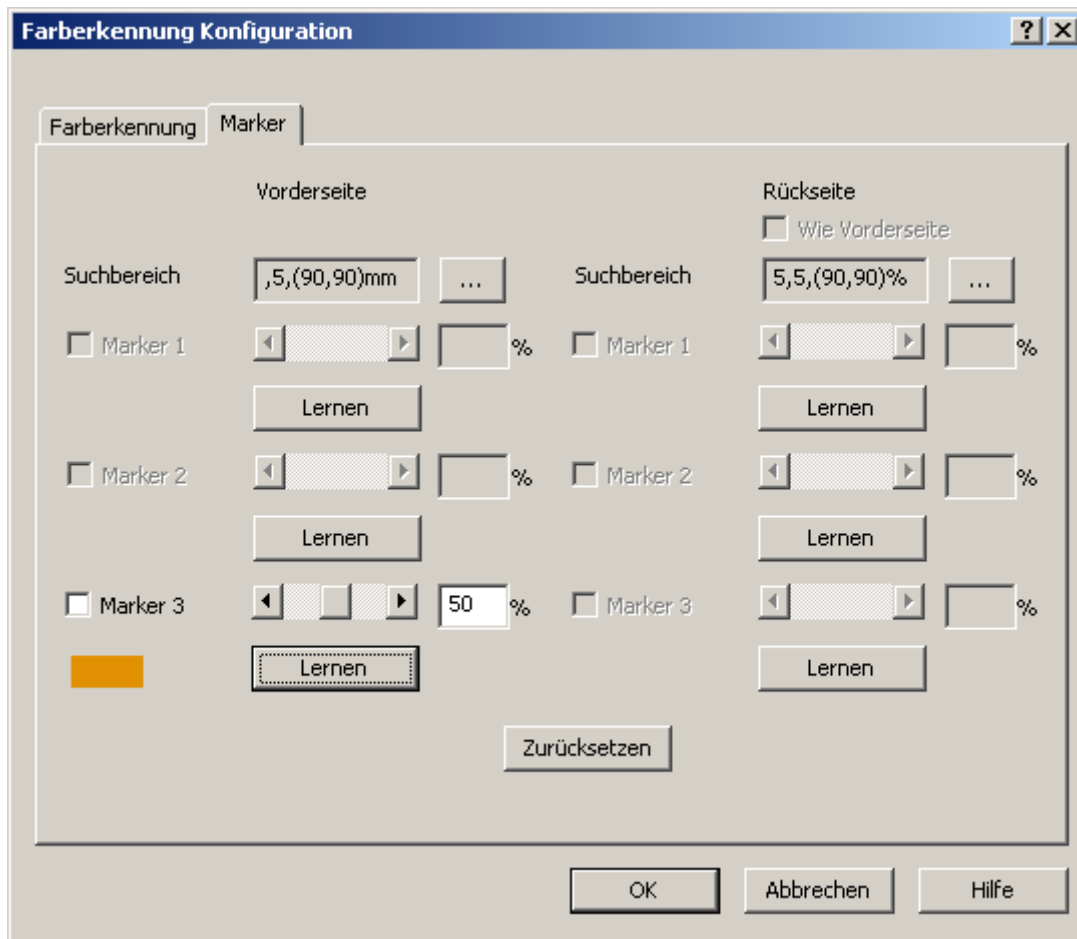 Farberkennung Konfiguration
Farberkennung Marker
Vorderseite Rückseite
Wie Vorderseite
Suchbereich ,5,(90,90)mm ... Suchbereich 5,5,(90,90)% ...
Marker 1 % Marker 1 %
Lernen Lernen
Marker 2 % Marker 2 %
Lernen Lernen
Marker 3 50 % Marker 3 %
Lernen Lernen
Zurücksetzen
OK Abbrechen Hilfe